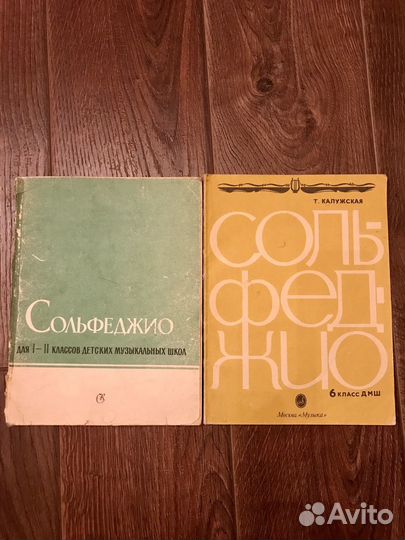 Сольфеджио
для I–II классов детских музыкальных школ
Т. КАЛУЖСКАЯ
СОЛЬ-
ФЕД-
ЖИО
6 КЛАСС ДМШ
Москва «Музыка»
Avito